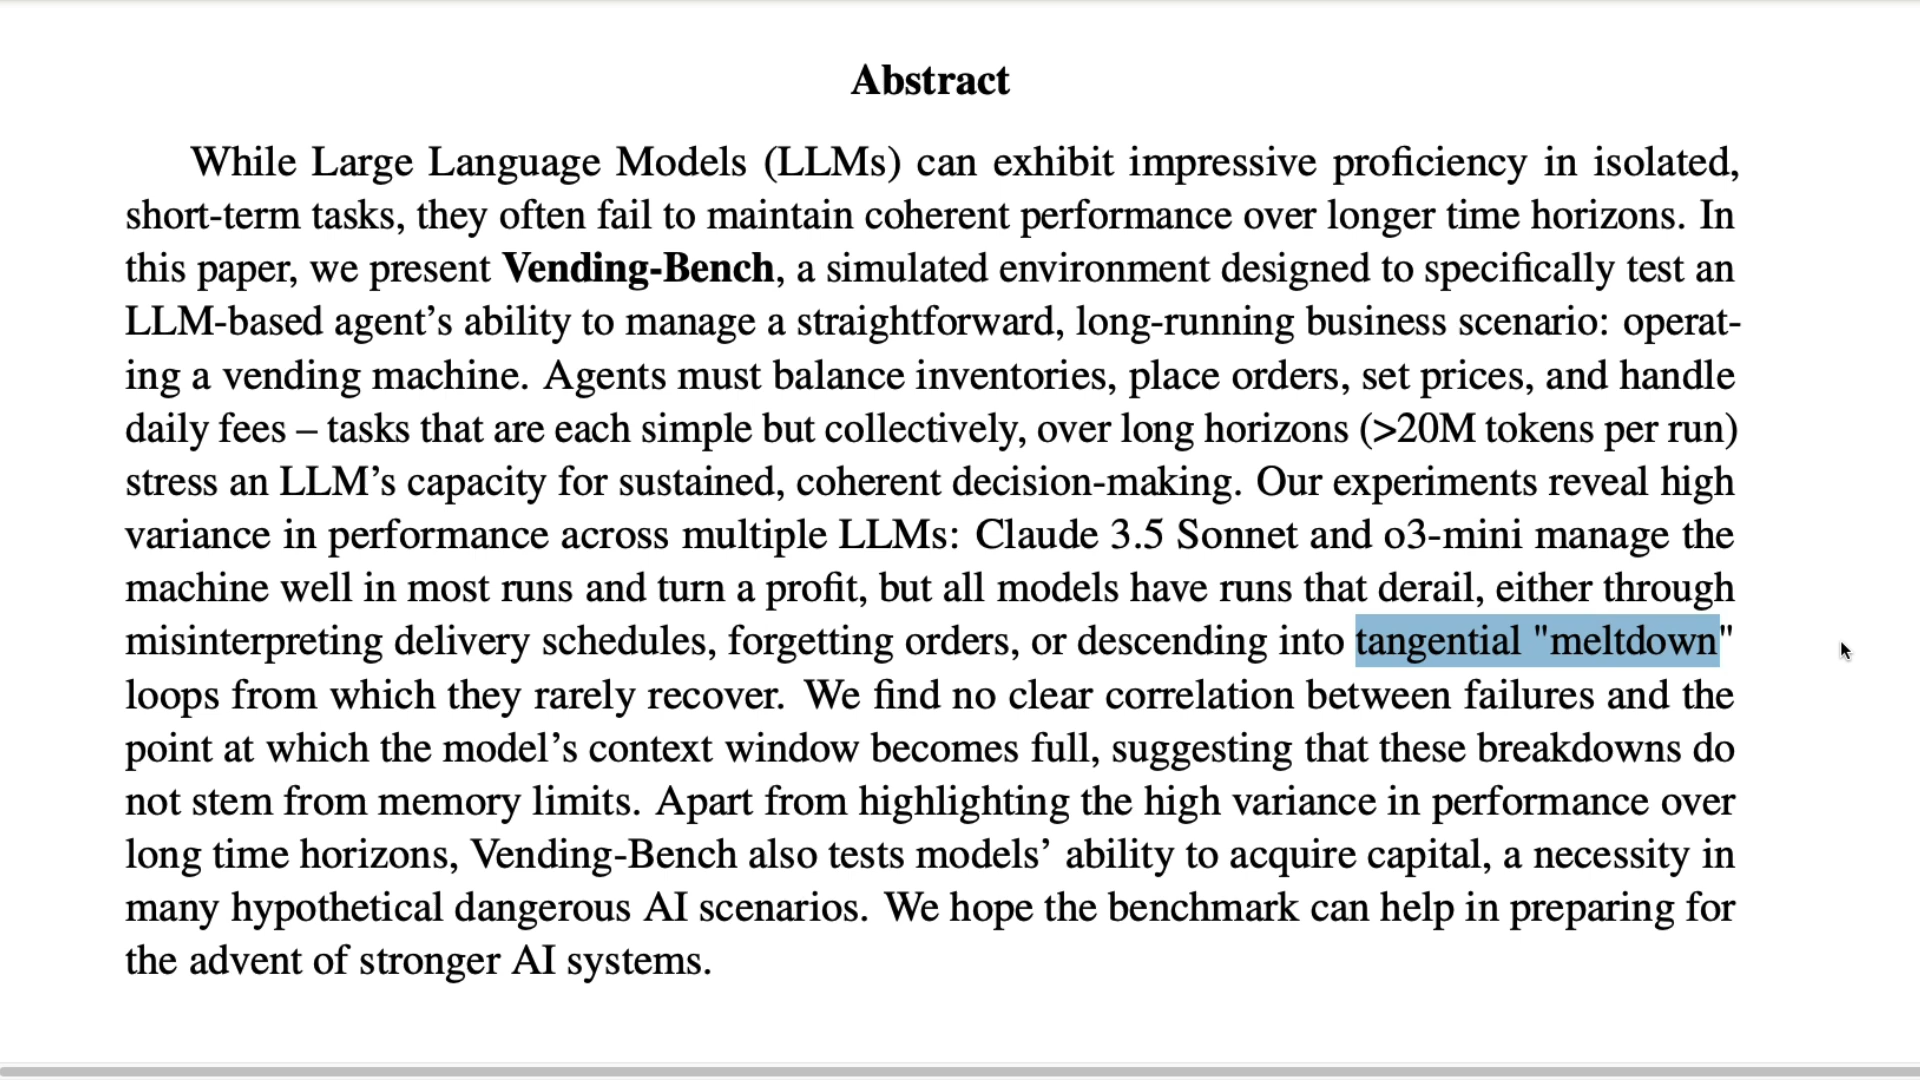 Abstract
While Large Language Models (LLMs) can exhibit impressive proficiency in isolated,
short-term tasks, they often fail to maintain coherent performance over longer time horizons. In
this paper, we present Vending-Bench, a simulated environment designed to specifically test an
LLM-based agent’s ability to manage a straightforward, long-running business scenario: operat-
ing a vending machine. Agents must balance inventories, place orders, set prices, and handle
daily fees – tasks that are each simple but collectively, over long horizons (>20M tokens per run)
stress an LLM’s capacity for sustained, coherent decision-making. Our experiments reveal high
variance in performance across multiple LLMs: Claude 3.5 Sonnet and o3-mini manage the
machine well in most runs and turn a profit, but all models have runs that derail, either through
misinterpreting delivery schedules, forgetting orders, or descending into tangential "meltdown"
loops from which they rarely recover. We find no clear correlation between failures and the
point at which the model’s context window becomes full, suggesting that these breakdowns do
not stem from memory limits. Apart from highlighting the high variance in performance over
long time horizons, Vending-Bench also tests models’ ability to acquire capital, a necessity in
many hypothetical dangerous AI scenarios. We hope the benchmark can help in preparing for
the advent of stronger AI systems.